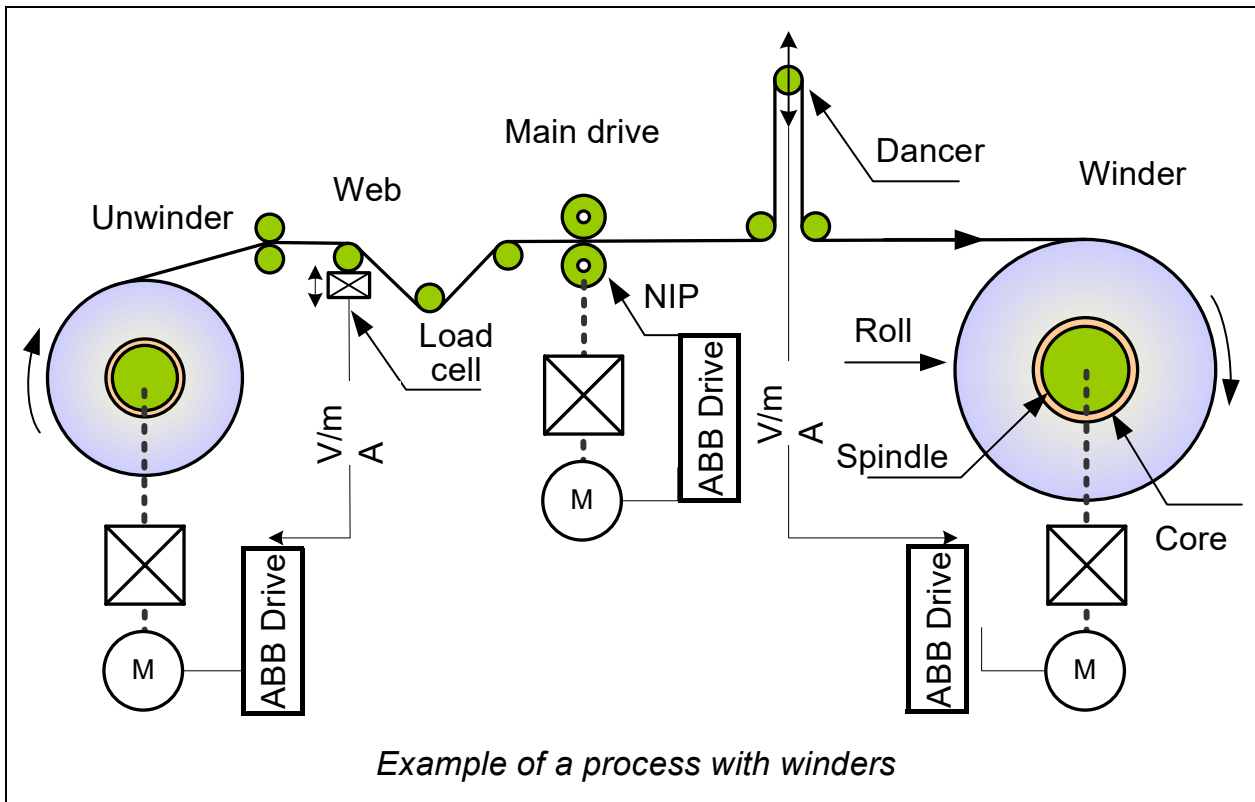 Main drive
Dancer
Winder
Web
Unwinder
NIP
Load
cell
Roll
V/m
A
ABB Drive
V/m
A
Spindle
M
Core
ABB Drive
ABB Drive
M
M
Example of a process with winders